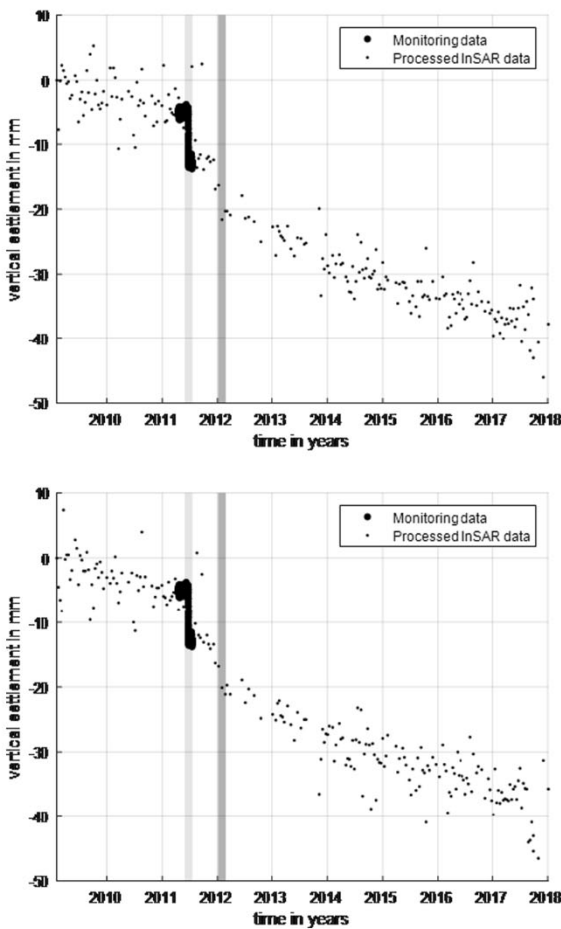 10
Monitoring data
Processed InSAR data
0
-10
-20
-30
-40
-50
vertical settlement in mm
2010 2011 2012 2013 2014 2015 2016 2017 2018
time in years
10
Monitoring data
Processed InSAR data
0
-10
-20
-30
-40
-50
vertical settlement in mm
2010 2011 2012 2013 2014 2015 2016 2017 2018
time in years